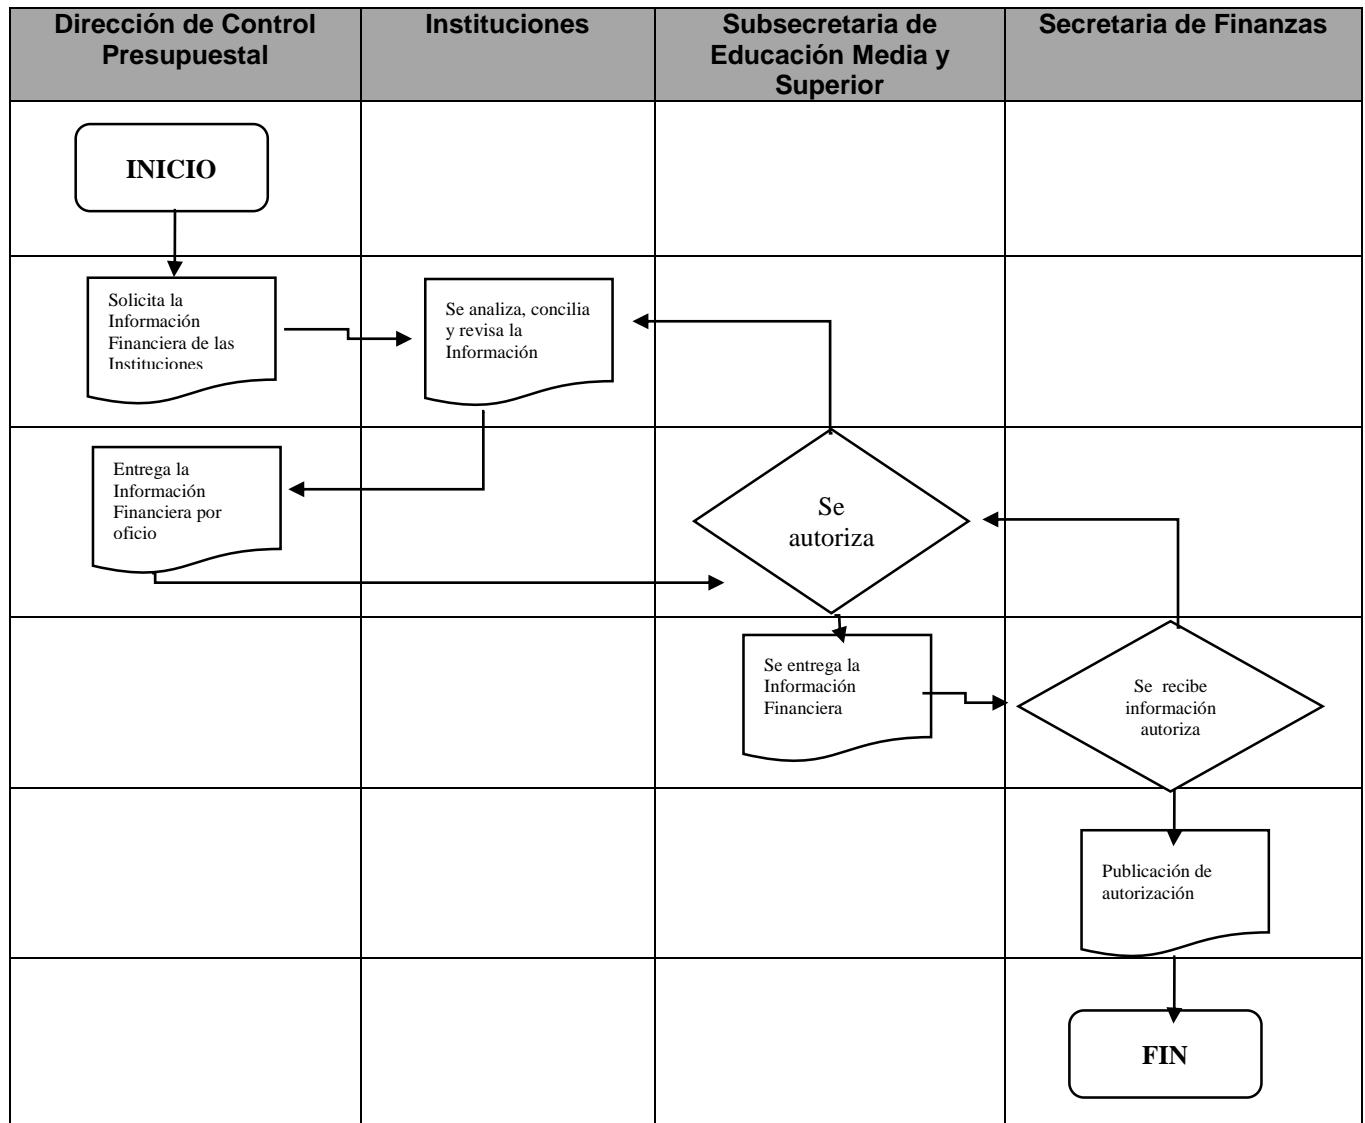 Dirección de Control
Presupuestal
Instituciones
Subsecretaria de
Educación Media y
Superior
Secretaria de Finanzas
INICIO
Solicita la
Información
Financiera de las
Instituciones
Se analiza, concilia
y revisa la
Información
Entrega la
Información
Financiera por
oficio
Se
autoriza
Se entrega la
Información
Financiera
Se recibe
información
autoriza
Publicación de
autorización
FIN